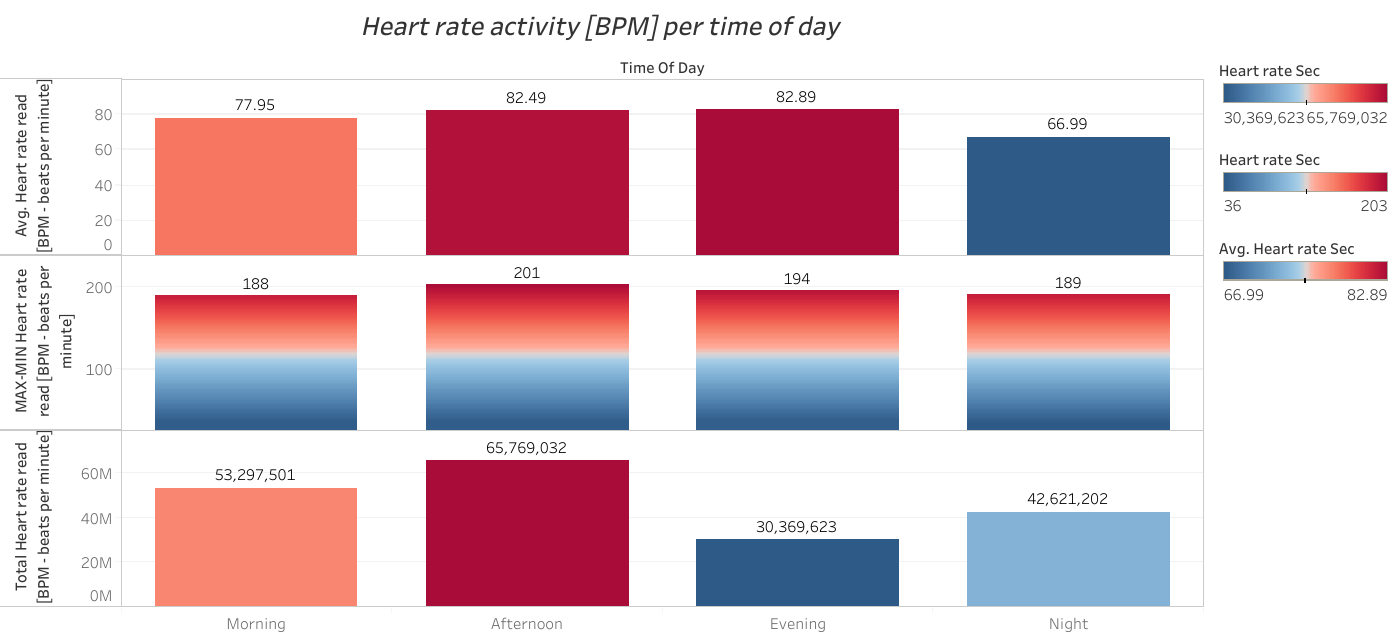 Heart rate activity [BPM] per time of day
Time Of Day
Avg. Heart rate read
[BPM - beats per minute]
80
60
40
20
0
77.95
82.49
82.89
66.99
MAX-MIN Heart rate
read [BPM - beats per
minute]
200
100
188
201
194
189
Total Heart rate read
[BPM - beats per minute]
60M
40M
20M
0M
53,297,501
65,769,032
30,369,623
42,621,202
Morning
Afternoon
Evening
Night
Heart rate Sec
30,369,623 65,769,032
Heart rate Sec
36 203
Avg. Heart rate Sec
66.99 82.89